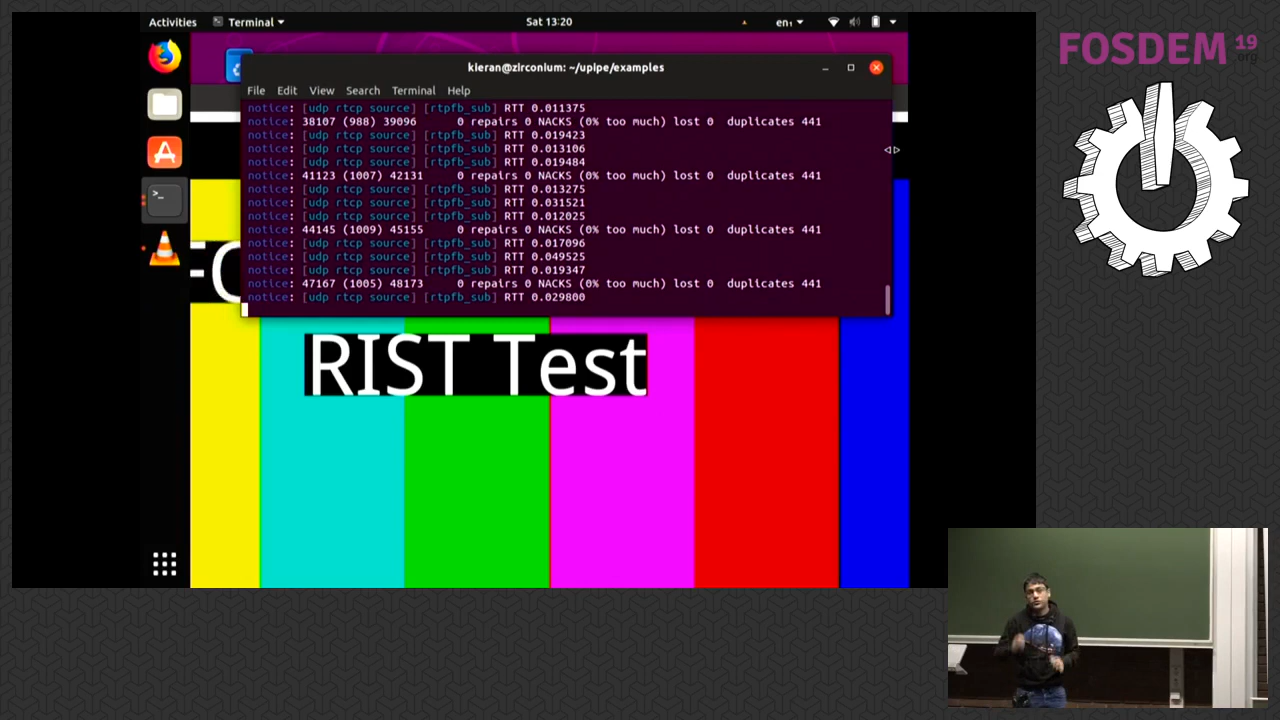 Activities Terminal Sat 13:20 en₁
FOSDEM 19
.org
kieran@zirconium: ~/upipe/examples
File Edit View Search Terminal Help
notice: [udp rtcp source] [rtpfb_sub] RTT 0.011375
notice: 38107 (988) 39096 0 repairs 0 NACKS (0% too much) lost 0 duplicates 441
notice: [udp rtcp source] [rtpfb_sub] RTT 0.019423
notice: [udp rtcp source] [rtpfb_sub] RTT 0.013106
notice: [udp rtcp source] [rtpfb_sub] RTT 0.019484
notice: 41123 (1007) 42131 0 repairs 0 NACKS (0% too much) lost 0 duplicates 441
notice: [udp rtcp source] [rtpfb_sub] RTT 0.013275
notice: [udp rtcp source] [rtpfb_sub] RTT 0.031521
notice: [udp rtcp source] [rtpfb_sub] RTT 0.012025
notice: 44145 (1009) 45155 0 repairs 0 NACKS (0% too much) lost 0 duplicates 441
notice: [udp rtcp source] [rtpfb_sub] RTT 0.017096
notice: [udp rtcp source] [rtpfb_sub] RTT 0.049525
notice: [udp rtcp source] [rtpfb_sub] RTT 0.019347
notice: 47167 (1005) 48173 0 repairs 0 NACKS (0% too much) lost 0 duplicates 441
notice: [udp rtcp source] [rtpfb_sub] RTT 0.029800
FO
RIST Test